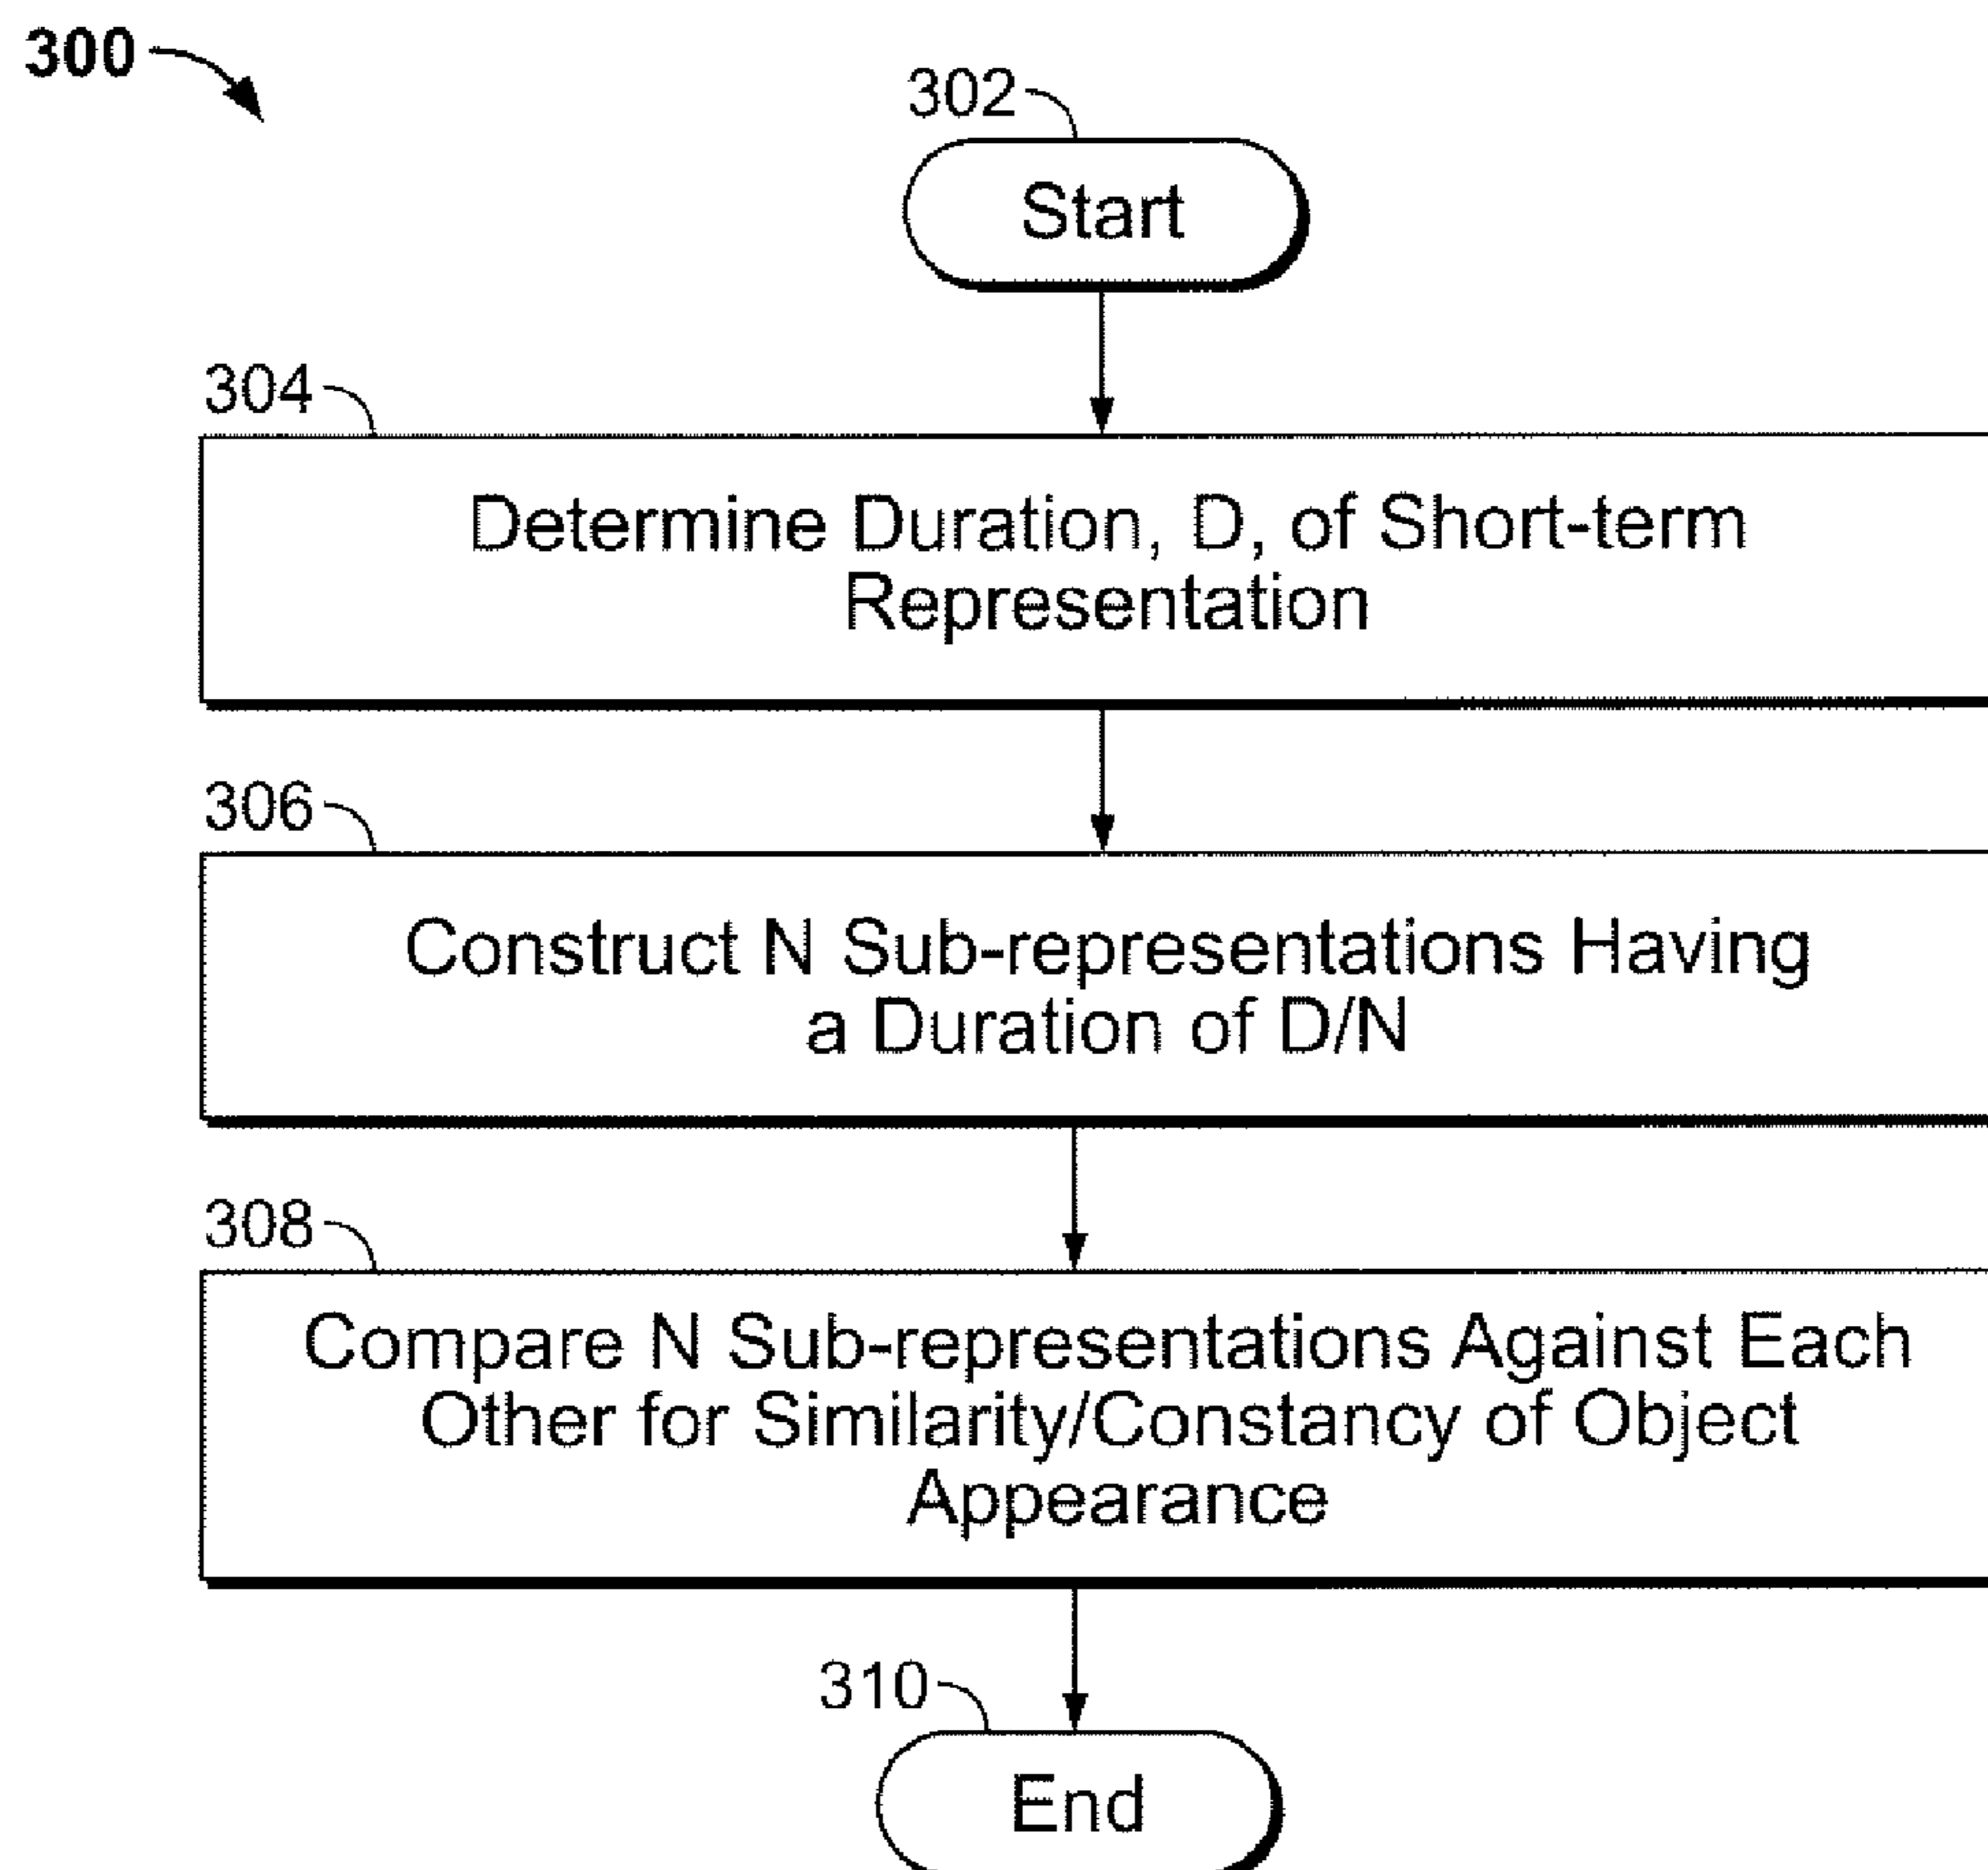 300
302
Start
304
Determine Duration, D, of Short-term
Representation
306
Construct N Sub-representations Having
a Duration of D/N
308
Compare N Sub-representations Against Each
Other for Similarity/Constancy of Object
Appearance
310
End